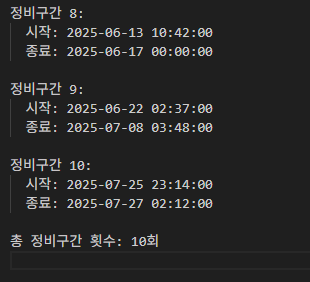 정비구간 8:
시작: 2025-06-13 10:42:00
종료: 2025-06-17 00:00:00
정비구간 9:
시작: 2025-06-22 02:37:00
종료: 2025-07-08 03:48:00
정비구간 10:
시작: 2025-07-25 23:14:00
종료: 2025-07-27 02:12:00
총 정비구간 횟수: 10회